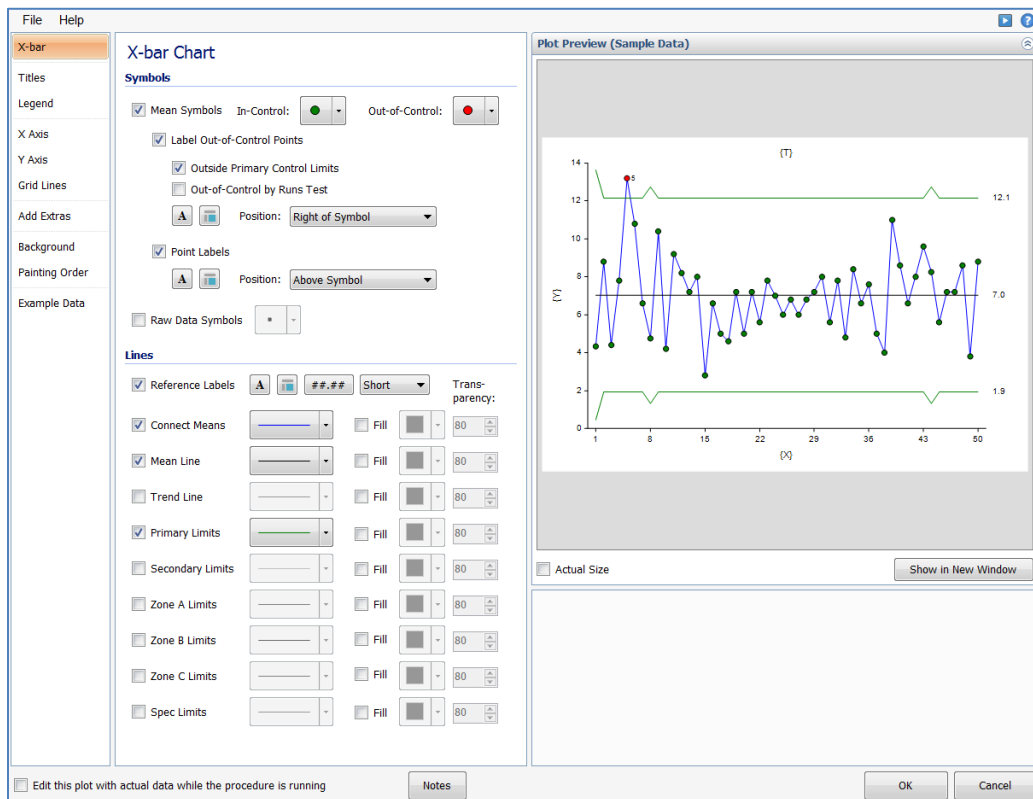 File Help
X-bar
Titles
Legend
X Axis
Y Axis
Grid Lines
Add Extras
Background
Painting Order
Example Data
X-bar Chart
Symbols
Mean Symbols In-Control: Out-of-Control:
Label Out-of-Control Points
Outside Primary Control Limits
Out-of-Control by Runs Test
A Position: Right of Symbol
Point Labels
A Position: Above Symbol
Raw Data Symbols
Lines
Reference Labels A ##.## Short Trans-
parency:
Connect Means Fill 80
Mean Line Fill 80
Trend Line Fill 80
Primary Limits Fill 80
Secondary Limits Fill 80
Zone A Limits Fill 80
Zone B Limits Fill 80
Zone C Limits Fill 80
Spec Limits Fill 80
Plot Preview (Sample Data)
{T}
14
5
12 12.1
10
8
{Y} 7.0
6
4
2 1.9
0
1 8 15 22 29 36 43 50
{X}
Actual Size Show in New Window
Edit this plot with actual data while the procedure is running Notes OK Cancel